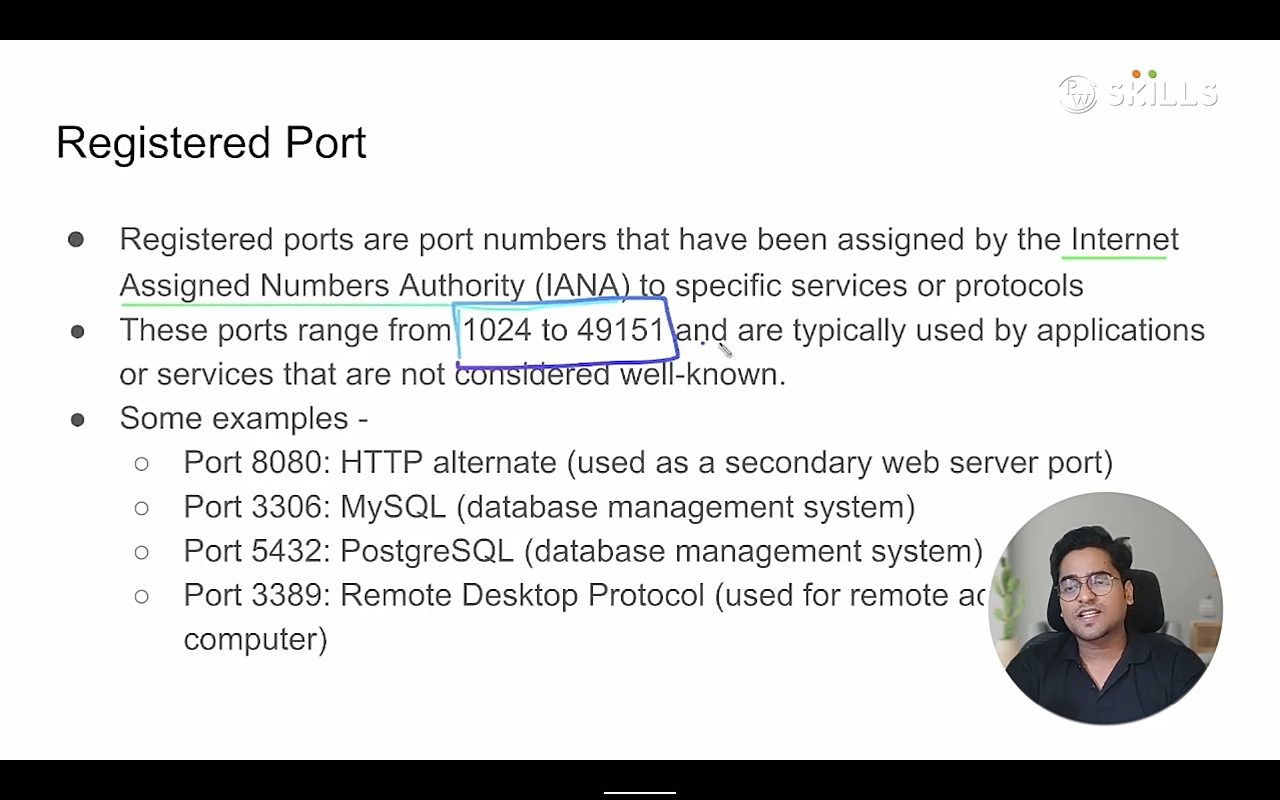 PW SKILLS
Registered Port
● Registered ports are port numbers that have been assigned by the Internet
Assigned Numbers Authority (IANA) to specific services or protocols
● These ports range from 1024 to 49151 and are typically used by applications
or services that are not considered well-known.
● Some examples -
○ Port 8080: HTTP alternate (used as a secondary web server port)
○ Port 3306: MySQL (database management system)
○ Port 5432: PostgreSQL (database management system)
○ Port 3389: Remote Desktop Protocol (used for remote
computer)